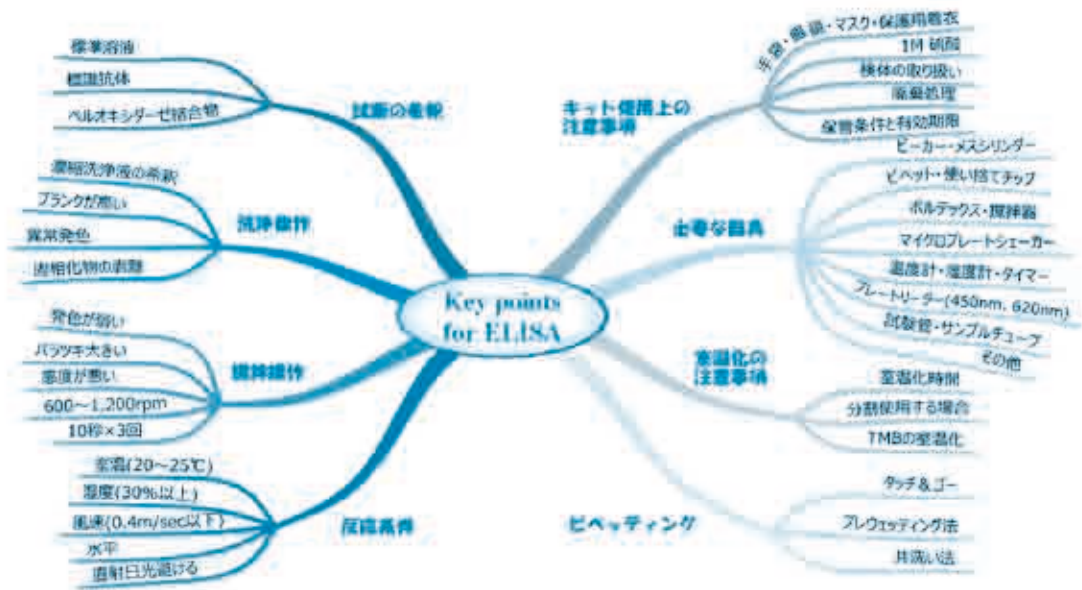 Key points
for ELISA
試薬の希釈
標準溶液
標識抗体
ペルオキシダーゼ結合物
洗浄操作
濃縮洗浄液の希釈
ブランクが高い
異常発色
固相化物の剥離
撹拌操作
発色が弱い
バラツキ大きい
感度が悪い
600～1,200rpm
10秒×3回
反応条件
室温(20～25℃)
湿度(30%以上)
風速(0.4m/sec以下)
水平
直射日光避ける
キット使用上の
注意事項
手袋・眼鏡・マスク・保護用着衣
1M 硫酸
検体の取り扱い
廃棄処理
保管条件と有効期限
必要な器具
ビーカー・メスシリンダー
ピペット・使い捨てチップ
ボルテックス・撹拌器
マイクロプレートシェーカー
温度計・湿度計・タイマー
プレートリーダー(450nm, 620nm)
試験管・サンプルチューブ
その他
室温化の
注意事項
室温化時間
分割使用する場合
TMBの室温化
ピペッティング
タッチ＆ゴー
プレウェッティング法
共洗い法